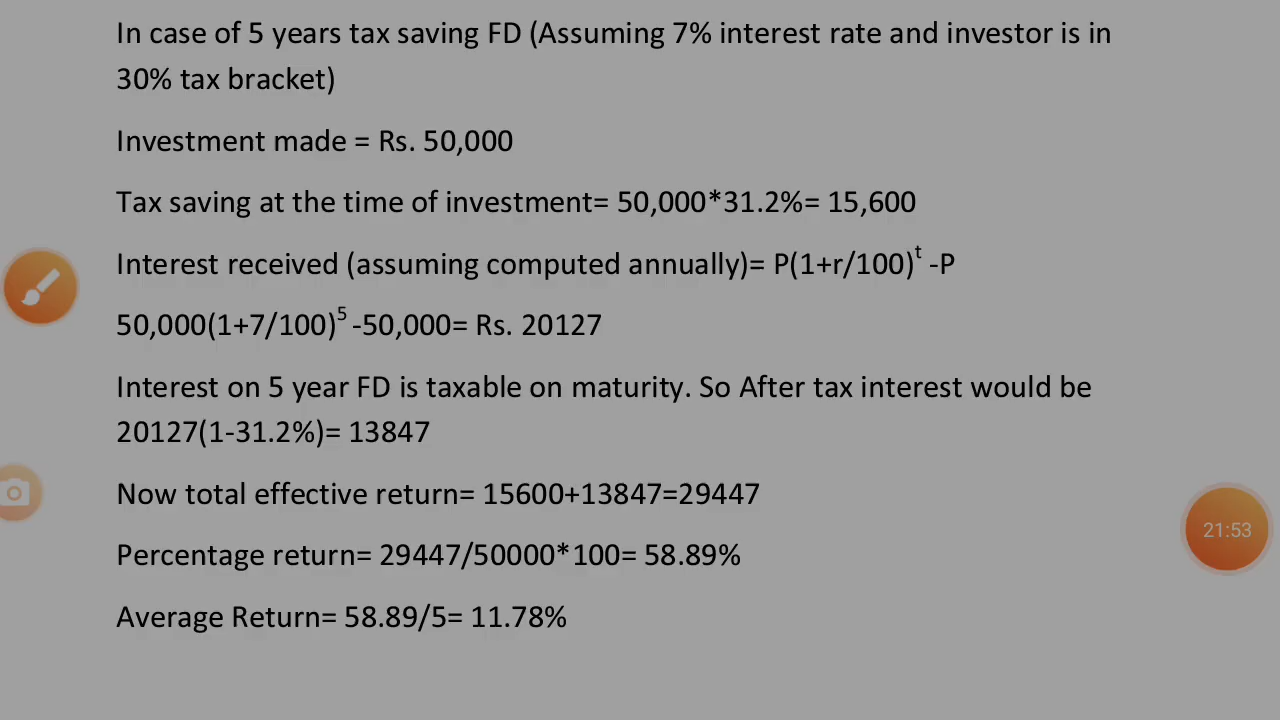 In case of 5 years tax saving FD (Assuming 7% interest rate and investor is in
30% tax bracket)
Investment made = Rs. 50,000
Tax saving at the time of investment= 50,000*31.2%= 15,600
Interest received (assuming computed annually)= P(1+r/100)^t -P
50,000(1+7/100)^5 -50,000= Rs. 20127
Interest on 5 year FD is taxable on maturity. So After tax interest would be
20127(1-31.2%)= 13847
Now total effective return= 15600+13847=29447
21:53
Percentage return= 29447/50000*100= 58.89%
Average Return= 58.89/5= 11.78%